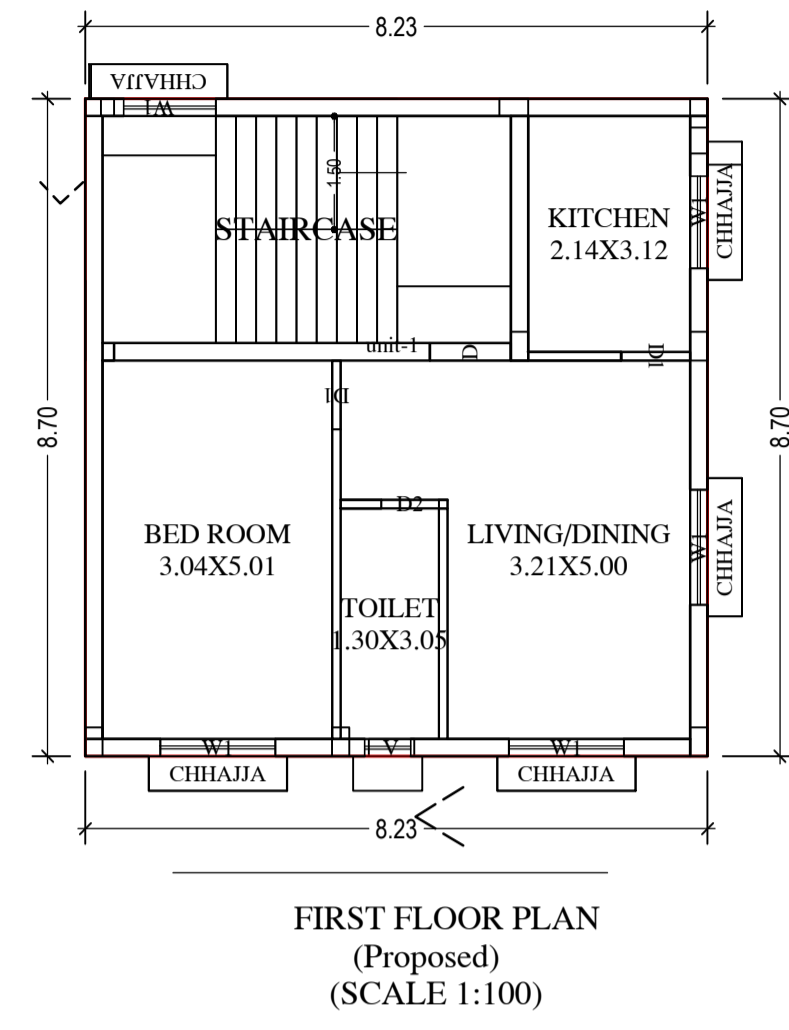 8.23
CHHAJJA
W1
1.50
STAIRCASE
KITCHEN
2.14X3.12
W1
CHHAJJA
unit-1
D
D1
D1
8.70
8.70
D2
BED ROOM
3.04X5.01
LIVING/DINING
3.21X5.00
W1
CHHAJJA
TOILET
1.30X3.05
W1
V
W1
CHHAJJA
CHHAJJA
8.23
FIRST FLOOR PLAN
(Proposed)
(SCALE 1:100)